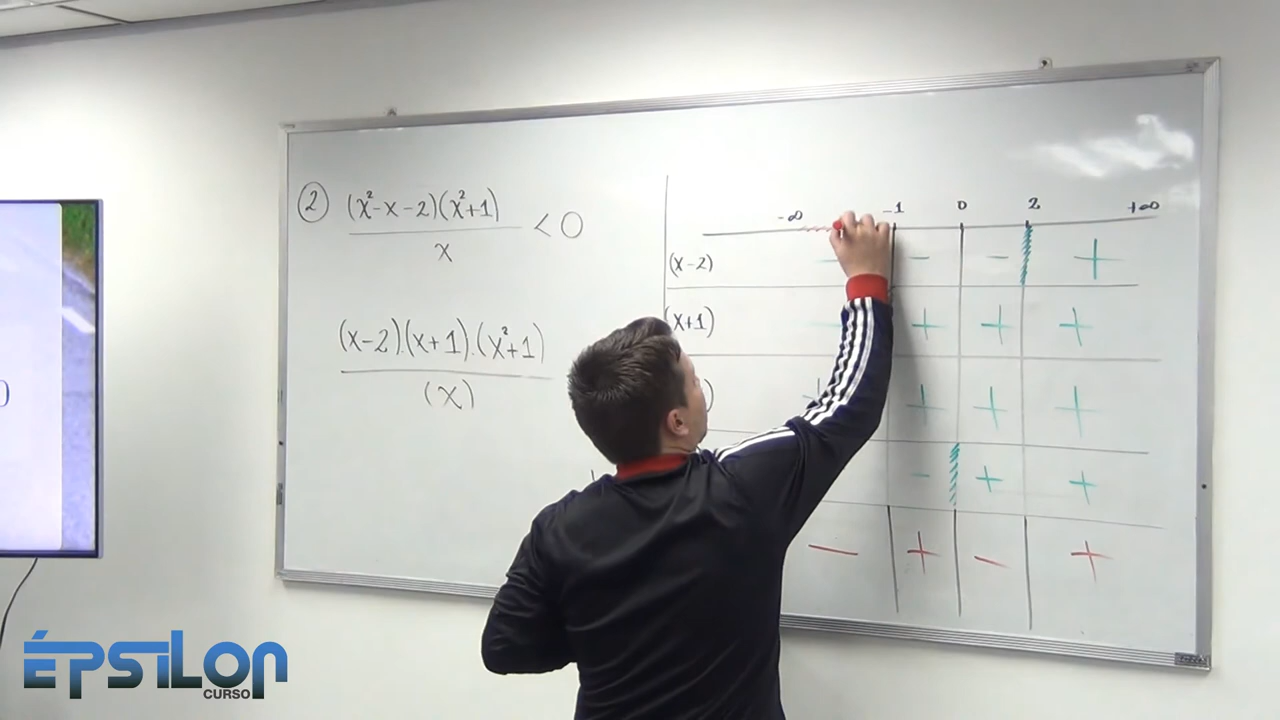 2
(x²-x-2)(x²+1)
x
< 0
(x-2).(x+1).(x²+1)
(x)
-∞ -1 0 2 +∞
(x-2) - - - +
(x+1) - + + +
) + + + +
- + +
- + - +
ÉPSILON
CURSO